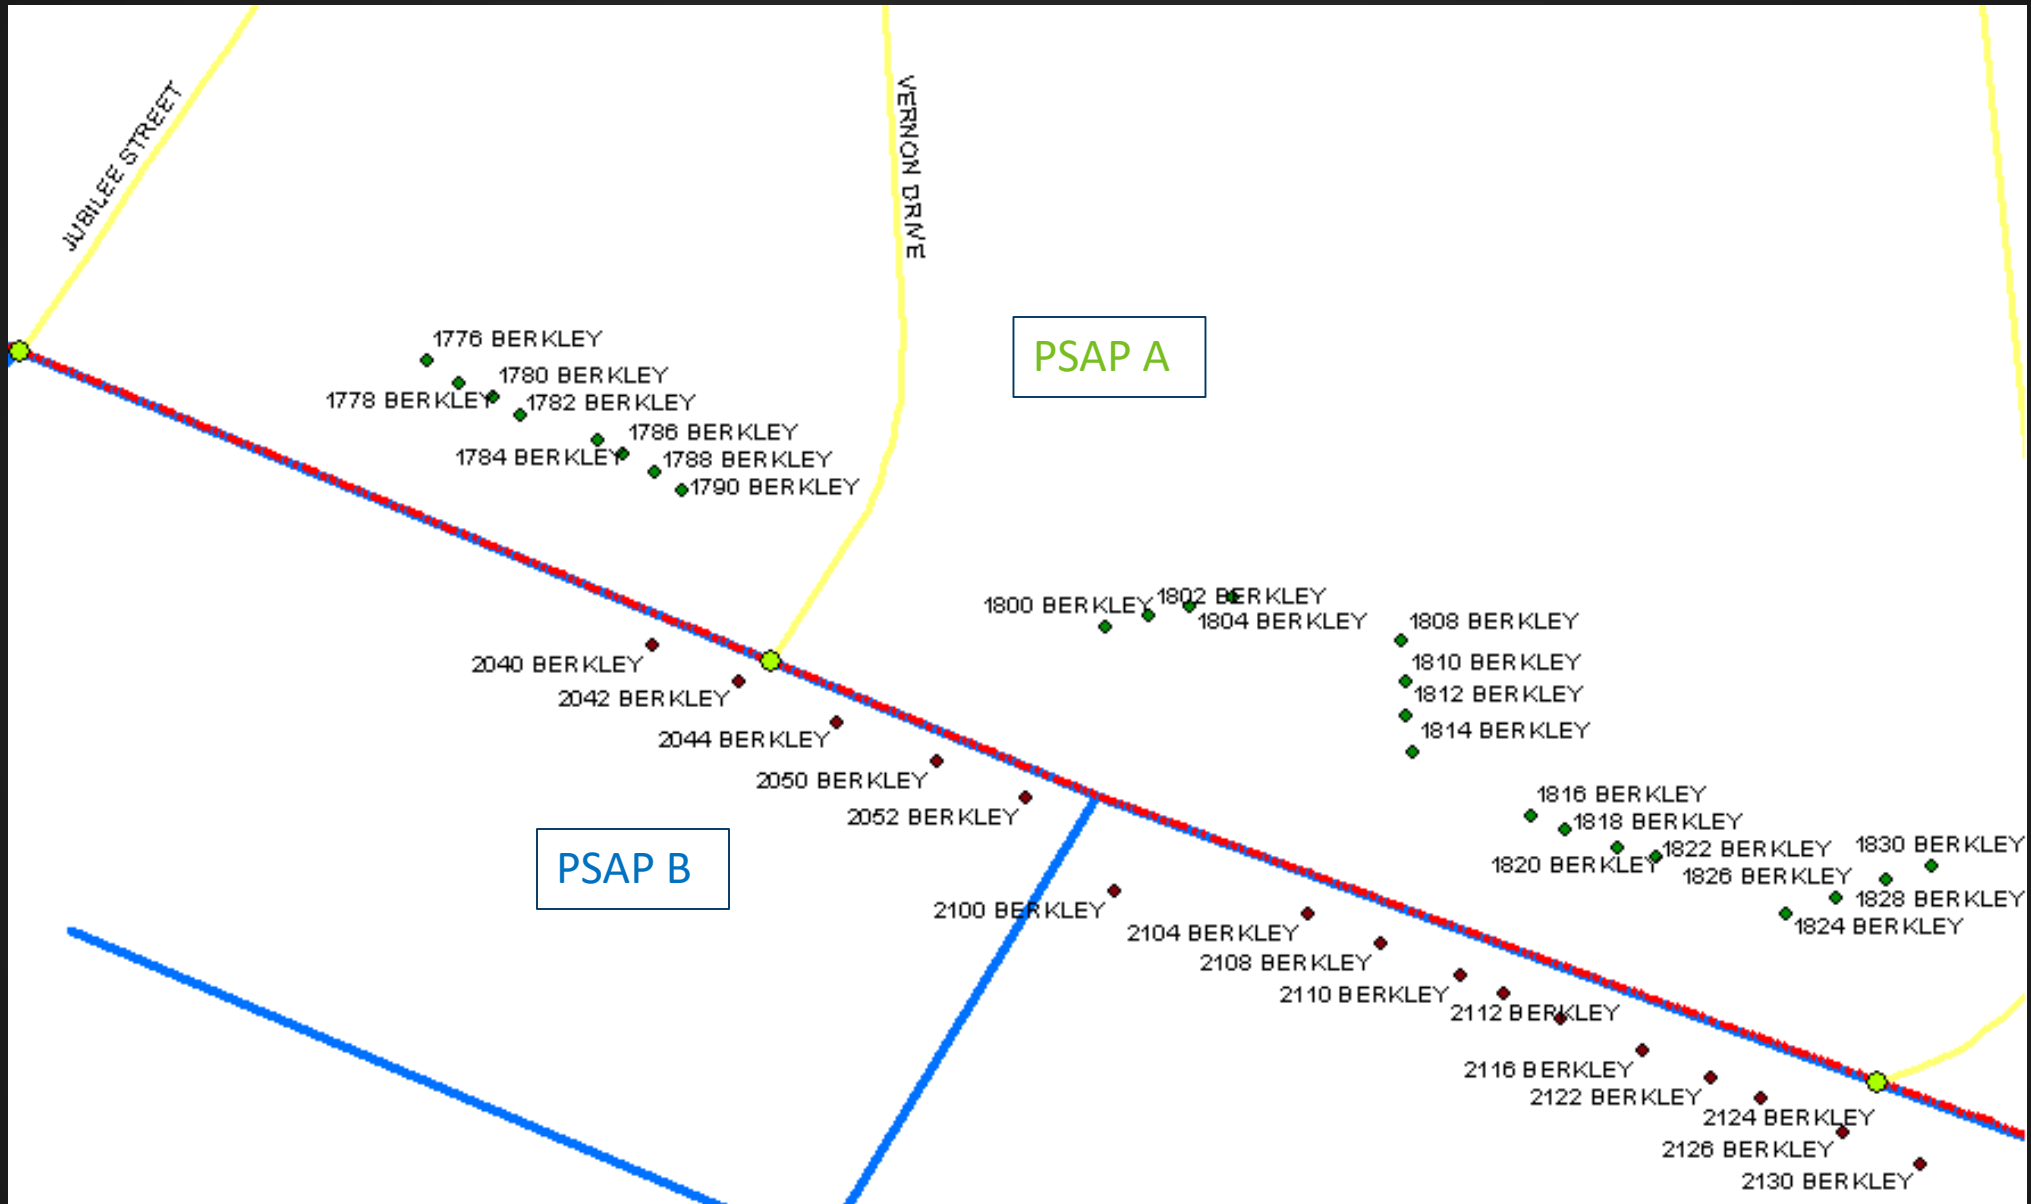 JUBILEE STREET
VERNON DRIVE
1776 BERKLEY
PSAP A
1780 BERKLEY
1778 BERKLEY
1782 BERKLEY
1786 BERKLEY
1784 BERKLEY
1788 BERKLEY
1790 BERKLEY
1802 BERKLEY
1800 BERKLEY
1804 BERKLEY
1808 BERKLEY
2040 BERKLEY
1810 BERKLEY
2042 BERKLEY
1812 BERKLEY
2044 BERKLEY
1814 BERKLEY
2050 BERKLEY
1816 BERKLEY
2052 BERKLEY
1818 BERKLEY
1830 BERKLEY
1822 BERKLEY
1820 BERKLEY
PSAP B
1826 BERKLEY
1828 BERKLEY
2100 BERKLEY
1824 BERKLEY
2104 BERKLEY
2108 BERKLEY
2110 BERKLEY
2112 BERKLEY
2116 BERKLEY
2122 BERKLEY
2124 BERKLEY
2126 BERKLEY
2130 BERKLEY